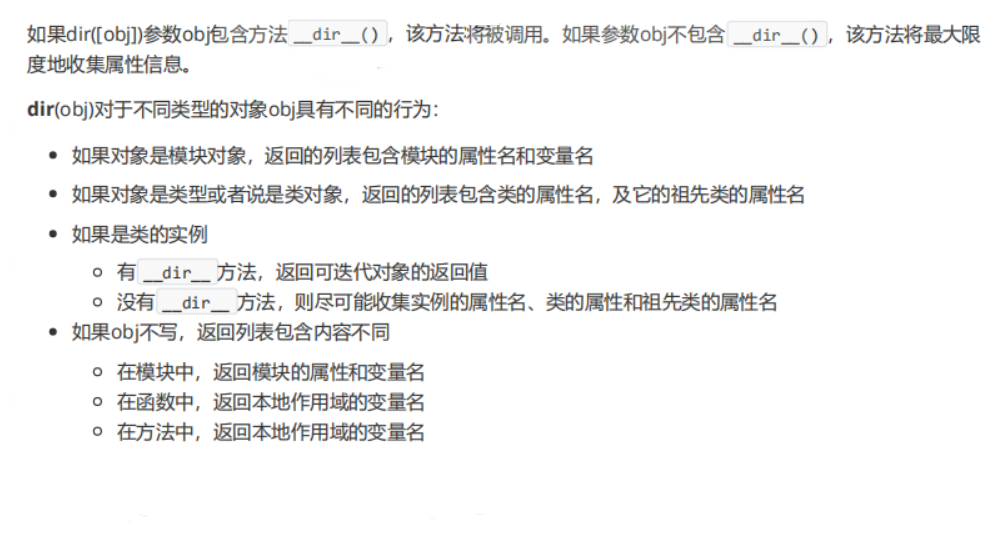 如果dir([obj])参数obj包含方法 __dir__() ，该方法将被调用。如果参数obj不包含 __dir__() ，该方法将最大限
度地收集属性信息。
dir(obj)对于不同类型的对象obj具有不同的行为：
• 如果对象是模块对象，返回的列表包含模块的属性名和变量名
• 如果对象是类型或者说是类对象，返回的列表包含类的属性名，及它的祖先类的属性名
• 如果是类的实例
○ 有 __dir__ 方法，返回可迭代对象的返回值
○ 没有 __dir__ 方法，则尽可能收集实例的属性名、类的属性和祖先类的属性名
• 如果obj不写，返回列表包含内容不同
○ 在模块中，返回模块的属性和变量名
○ 在函数中，返回本地作用域的变量名
○ 在方法中，返回本地作用域的变量名